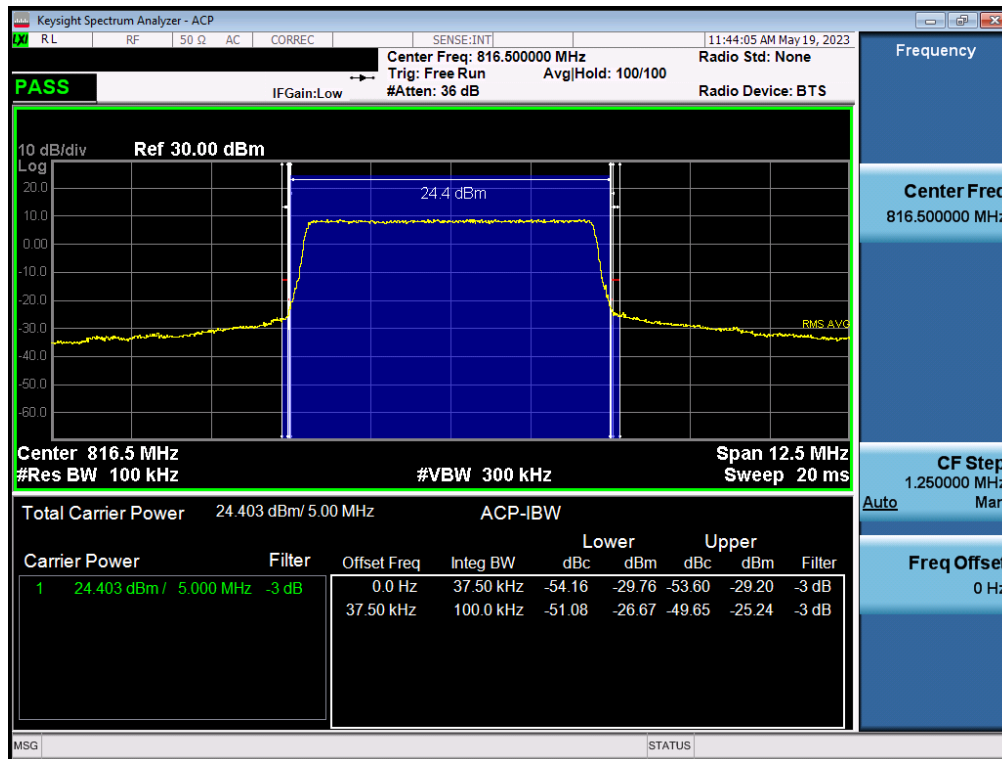 Keysight Spectrum Analyzer - ACP
LXI RL RF 50 Ω AC CORREC SENSE:INT 11:44:05 AM May 19, 2023
Center Freq: 816.500000 MHz Radio Std: None
Trig: Free Run Avg|Hold: 100/100
PASS IFGain:Low #Atten: 36 dB Radio Device: BTS
10 dB/div Ref 30.00 dBm
Log
20.0
24.4 dBm
10.0
0.00
-10.0
-20.0
-30.0
RMS AVG
-40.0
-50.0
-60.0
Center 816.5 MHz Span 12.5 MHz
#Res BW 100 kHz #VBW 300 kHz Sweep 20 ms
Total Carrier Power 24.403 dBm/ 5.00 MHz ACP-IBW
Lower Upper
Carrier Power Filter Offset Freq Integ BW dBc dBm dBc dBm Filter
1 24.403 dBm / 5.000 MHz -3 dB 0.0 Hz 37.50 kHz -54.16 -29.76 -53.60 -29.20 -3 dB
37.50 kHz 100.0 kHz -51.08 -26.67 -49.65 -25.24 -3 dB
MSG STATUS
Frequency
Center Freq
816.500000 MHz
CF Step
1.250000 MHz
Auto Man
Freq Offset
0 Hz